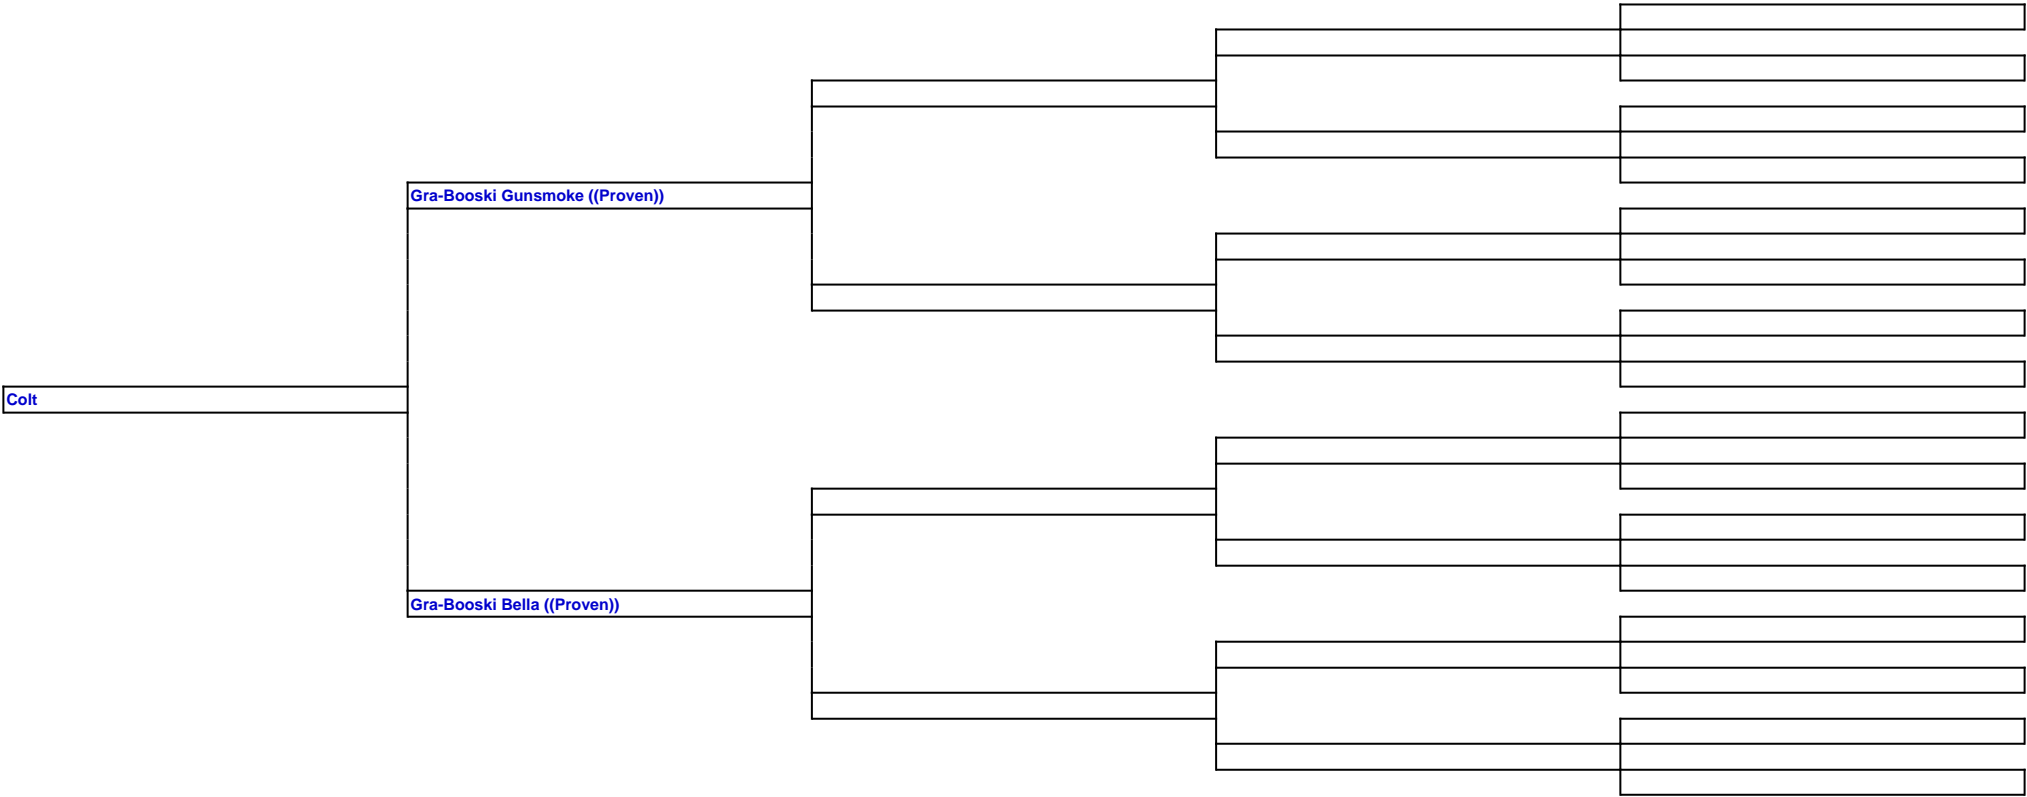 Gra-Booski Gunsmoke ((Proven))
Colt
Gra-Booski Bella ((Proven))